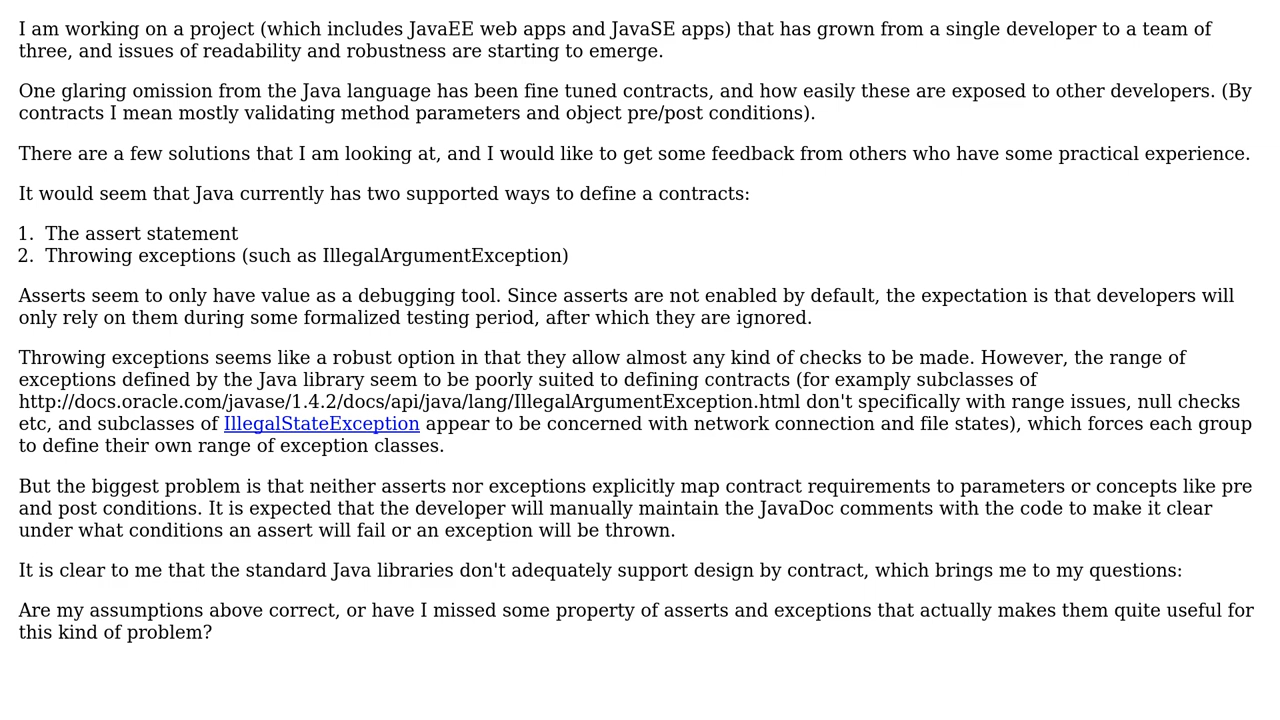 I am working on a project (which includes JavaEE web apps and JavaSE apps) that has grown from a single developer to a team of
three, and issues of readability and robustness are starting to emerge.
One glaring omission from the Java language has been fine tuned contracts, and how easily these are exposed to other developers. (By
contracts I mean mostly validating method parameters and object pre/post conditions).
There are a few solutions that I am looking at, and I would like to get some feedback from others who have some practical experience.
It would seem that Java currently has two supported ways to define a contracts:
1. The assert statement
2. Throwing exceptions (such as IllegalArgumentException)
Asserts seem to only have value as a debugging tool. Since asserts are not enabled by default, the expectation is that developers will
only rely on them during some formalized testing period, after which they are ignored.
Throwing exceptions seems like a robust option in that they allow almost any kind of checks to be made. However, the range of
exceptions defined by the Java library seem to be poorly suited to defining contracts (for examply subclasses of
http://docs.oracle.com/javase/1.4.2/docs/api/java/lang/IllegalArgumentException.html don't specifically with range issues, null checks
etc, and subclasses of IllegalStateException appear to be concerned with network connection and file states), which forces each group
to define their own range of exception classes.
But the biggest problem is that neither asserts nor exceptions explicitly map contract requirements to parameters or concepts like pre
and post conditions. It is expected that the developer will manually maintain the JavaDoc comments with the code to make it clear
under what conditions an assert will fail or an exception will be thrown.
It is clear to me that the standard Java libraries don't adequately support design by contract, which brings me to my questions:
Are my assumptions above correct, or have I missed some property of asserts and exceptions that actually makes them quite useful for
this kind of problem?